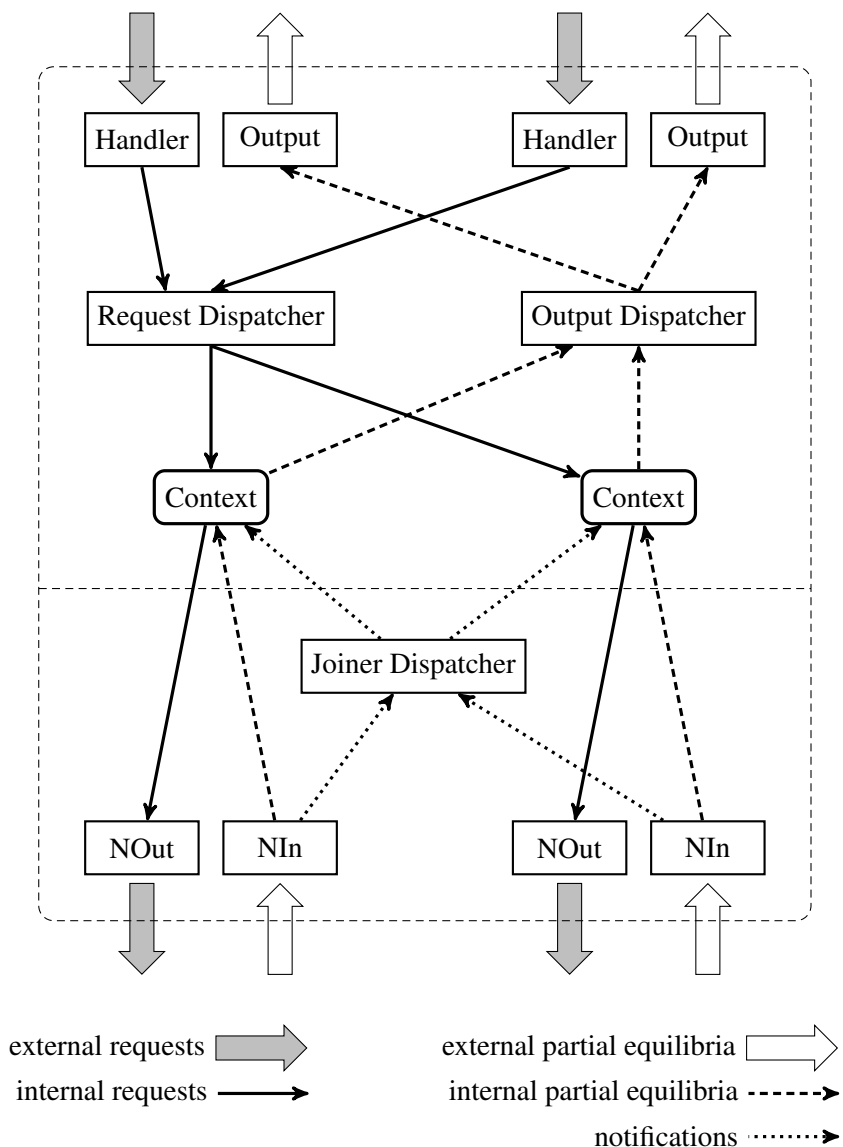 Handler
Output
Handler
Output
Request Dispatcher
Output Dispatcher
Context
Context
Joiner Dispatcher
NOut
NIn
NOut
NIn
external requests
external partial equilibria
internal requests
internal partial equilibria
notifications